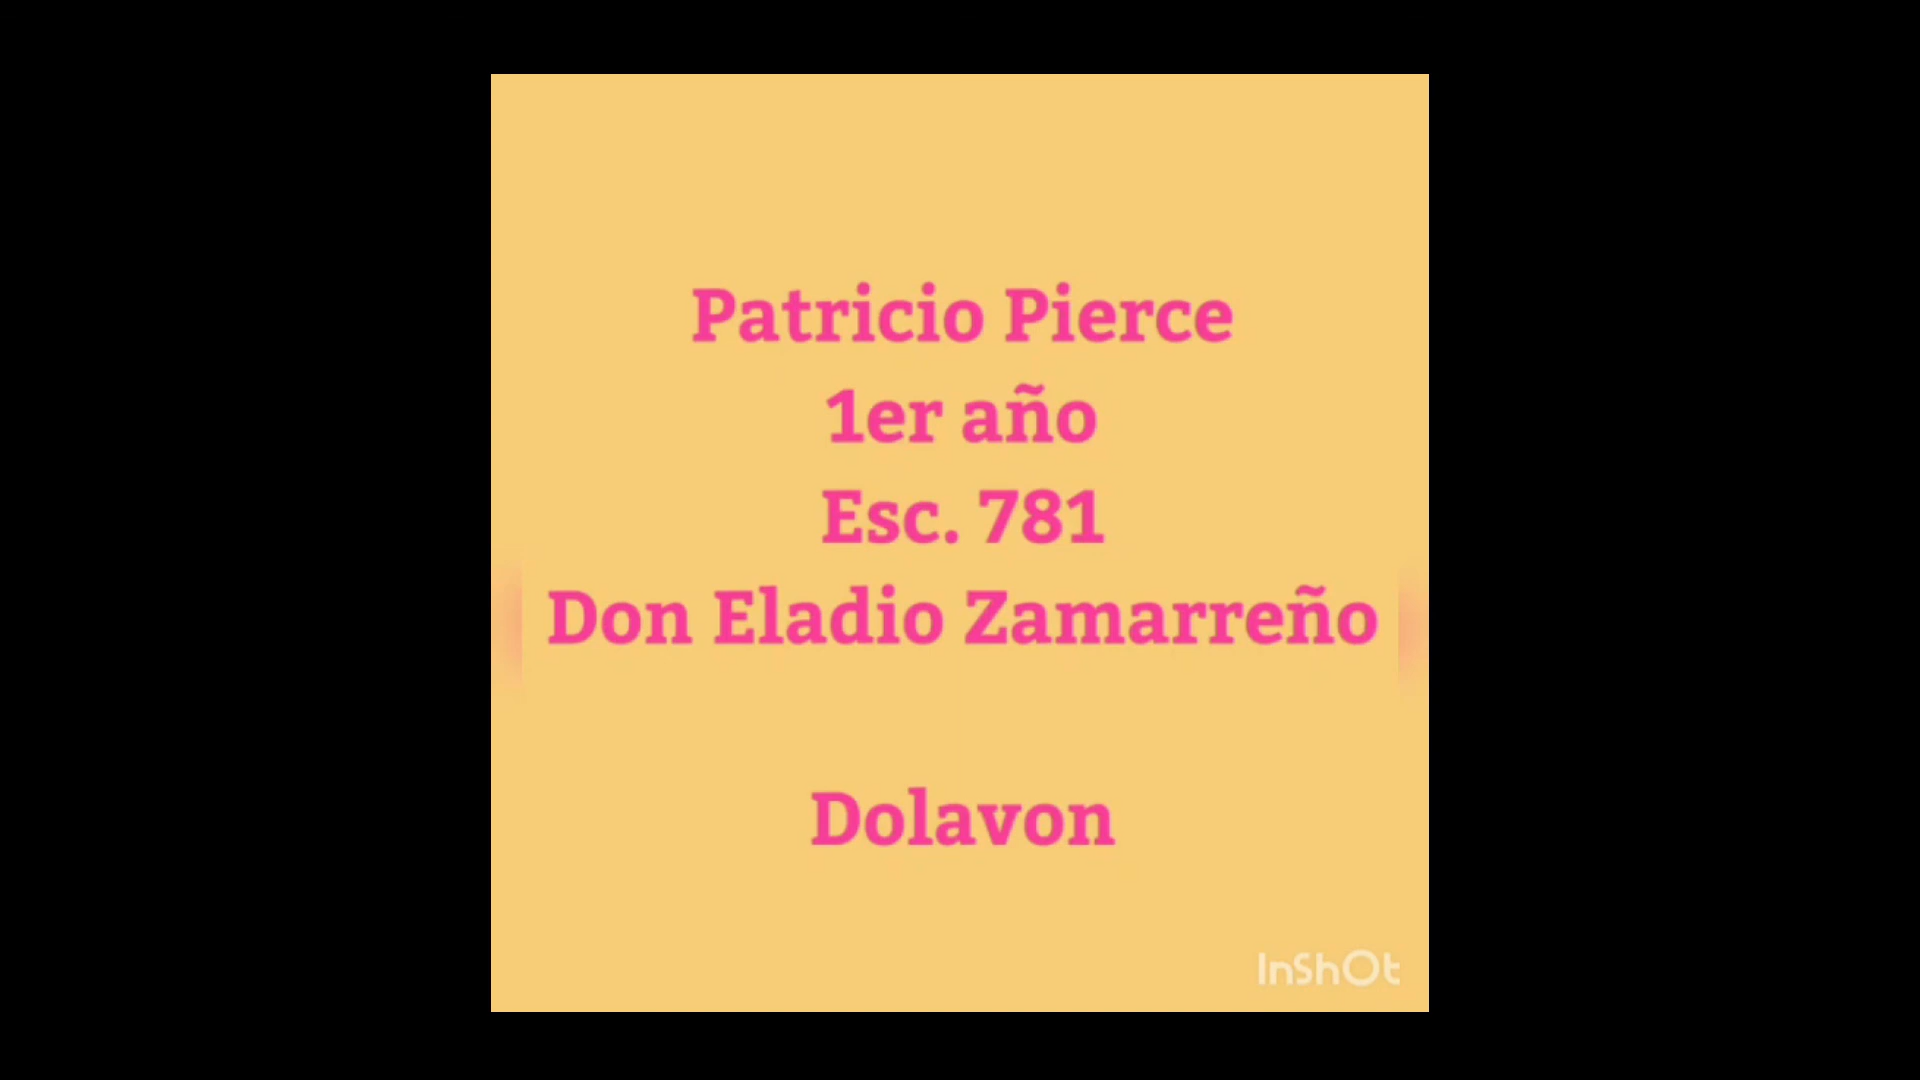 Patricio Pierce
1er año
Esc. 781
Don Eladio Zamarreño
Dolavon
InShOt